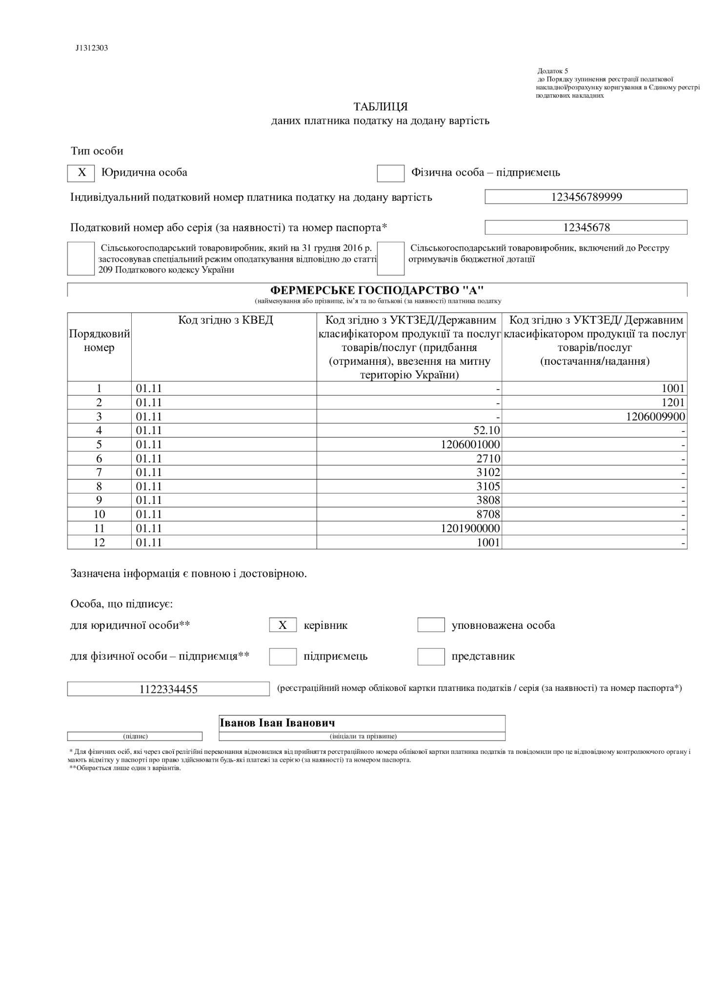 J1312303
Додаток 5
до Порядку зупинення реєстрації податкової
накладної/розрахунку коригування в Єдиному реєстрі
податкових накладних
ТАБЛИЦЯ
даних платника податку на додану вартість
Тип особи
X Юридична особа Фізична особа – підприємець
Індивідуальний податковий номер платника податку на додану вартість 123456789999
Податковий номер або серія (за наявності) та номер паспорта* 12345678
Сільськогосподарський товаровиробник, який на 31 грудня 2016 р.
застосовував спеціальний режим оподаткування відповідно до статті
209 Податкового кодексу України
Сільськогосподарський товаровиробник, включений до Реєстру
отримувачів бюджетної дотації
ФЕРМЕРСЬКЕ ГОСПОДАРСТВО "А"
(найменування або прізвище, ім’я та по батькові (за наявності) платника податку
Порядковий
номер
Код згідно з КВЕД
Код згідно з УКТЗЕД/Державним
класифікатором продукції та послуг
товарів/послуг (придбання
(отримання), ввезення на митну
територію України)
Код згідно з УКТЗЕД/ Державним
класифікатором продукції та послуг
товарів/послуг
(постачання/надання)
1 01.11 - 1001
2 01.11 - 1201
3 01.11 - 1206009900
4 01.11 52.10 -
5 01.11 1206001000 -
6 01.11 2710 -
7 01.11 3102 -
8 01.11 3105 -
9 01.11 3808 -
10 01.11 8708 -
11 01.11 1201900000 -
12 01.11 1001 -
Зазначена інформація є повною і достовірною.
Особа, що підписує:
для юридичної особи** X керівник уповноважена особа
для фізичної особи – підприємця** підприємець представник
1122334455 (реєстраційний номер облікової картки платника податків / серія (за наявності) та номер паспорта*)
Іванов Іван Іванович
(підпис) (ініціали та прізвище)
* Для фізичних осіб, які через свої релігійні переконання відмовилися від прийняття реєстраційного номера облікової картки платника податків та повідомили про це відповідному контролюючого органу і
мають відмітку у паспорті про право здійснювати будь-які платежі за серією (за наявності) та номером паспорта.
**Обирається лише один з варіантів.